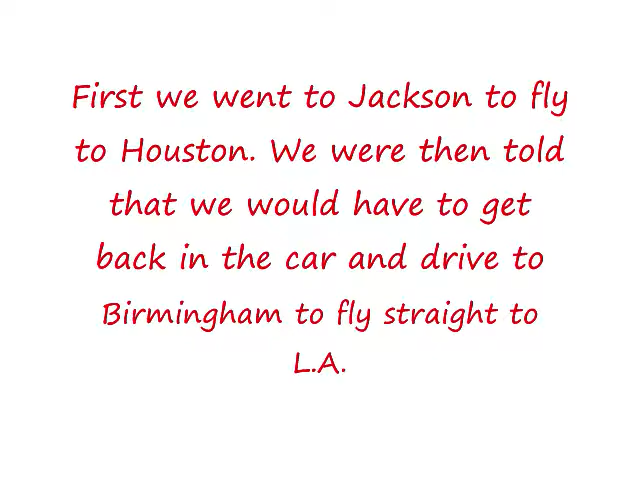 First we went to Jackson to fly
to Houston. We were then told
that we would have to get
back in the car and drive to
Birmingham to fly straight to
L.A.